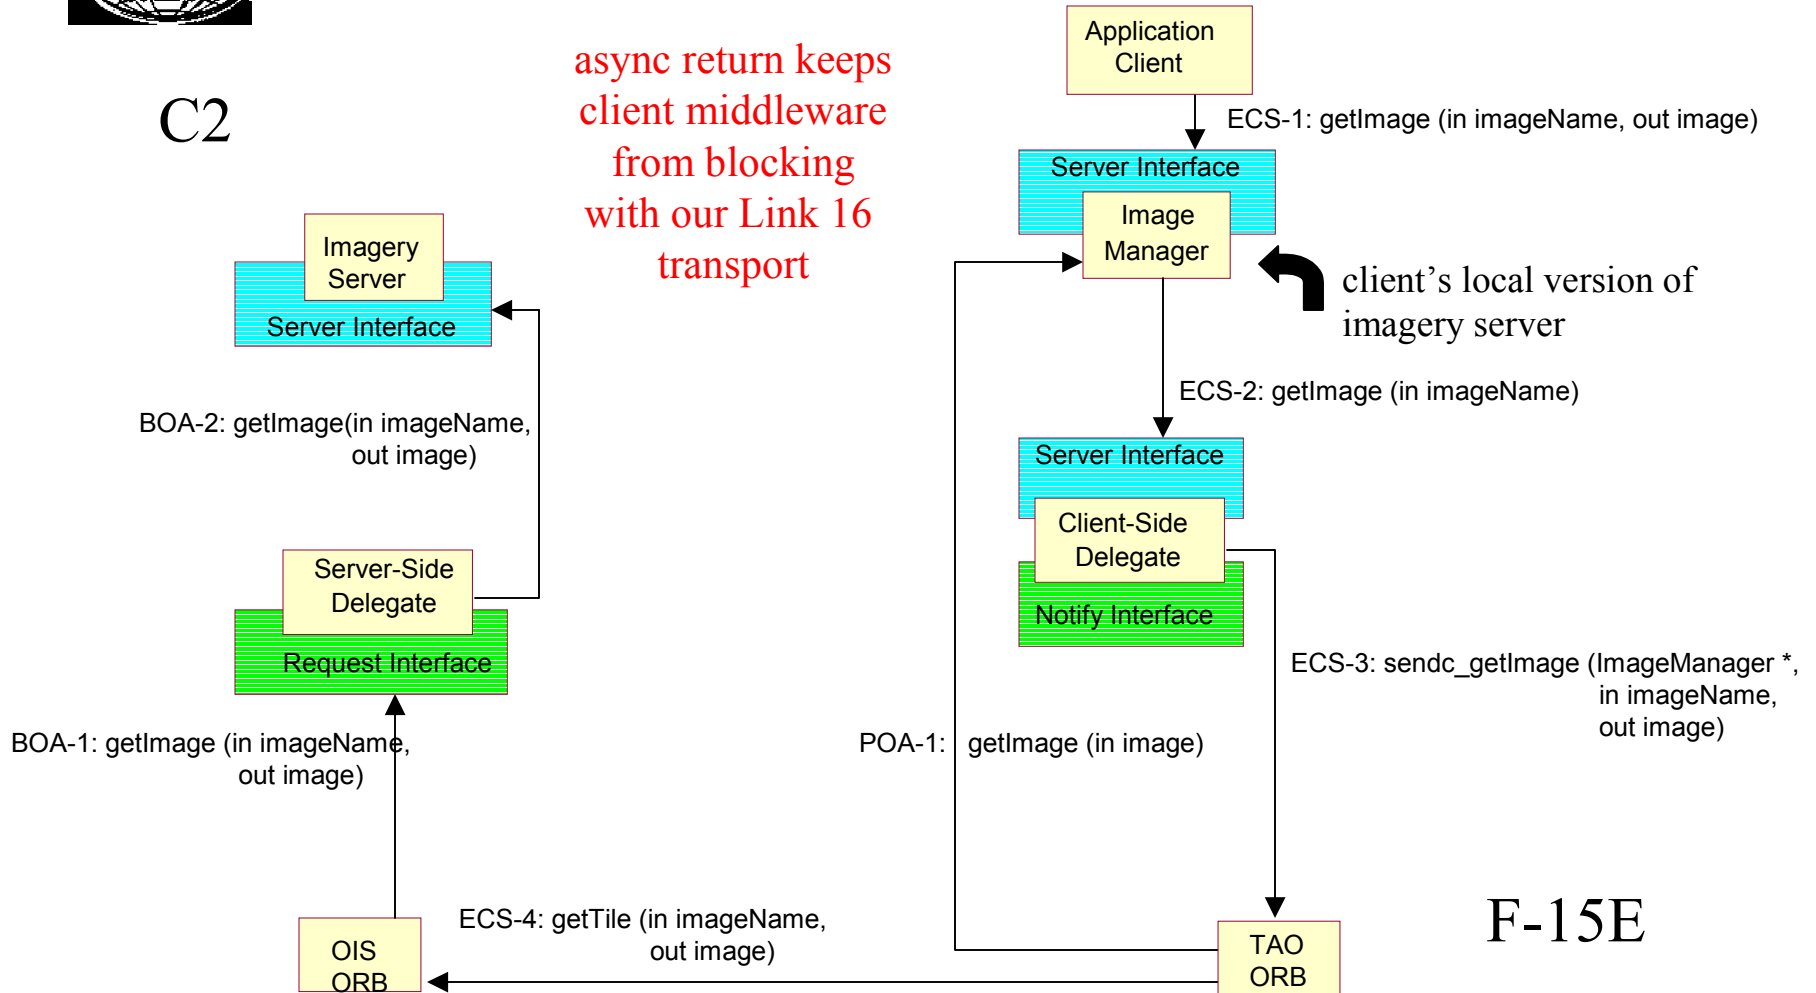 Application
Client
async return keeps
client middleware
from blocking
with our Link 16
transport
C2
ECS-1: getImage (in imageName, out image)
Server Interface
Image
Manager
client's local version of
imagery server
Imagery
Server
Server Interface
ECS-2: getImage (in imageName)
BOA-2: getImage(in imageName,
out image)
Server Interface
Client-Side
Delegate
Notify Interface
Server-Side
Delegate
Request Interface
ECS-3: sendc_getImage (ImageManager *,
in imageName,
out image)
BOA-1: getImage (in imageName,
out image)
POA-1: getImage (in image)
ECS-4: getTile (in imageName,
out image)
OIS
ORB
TAO
ORB
F-15E